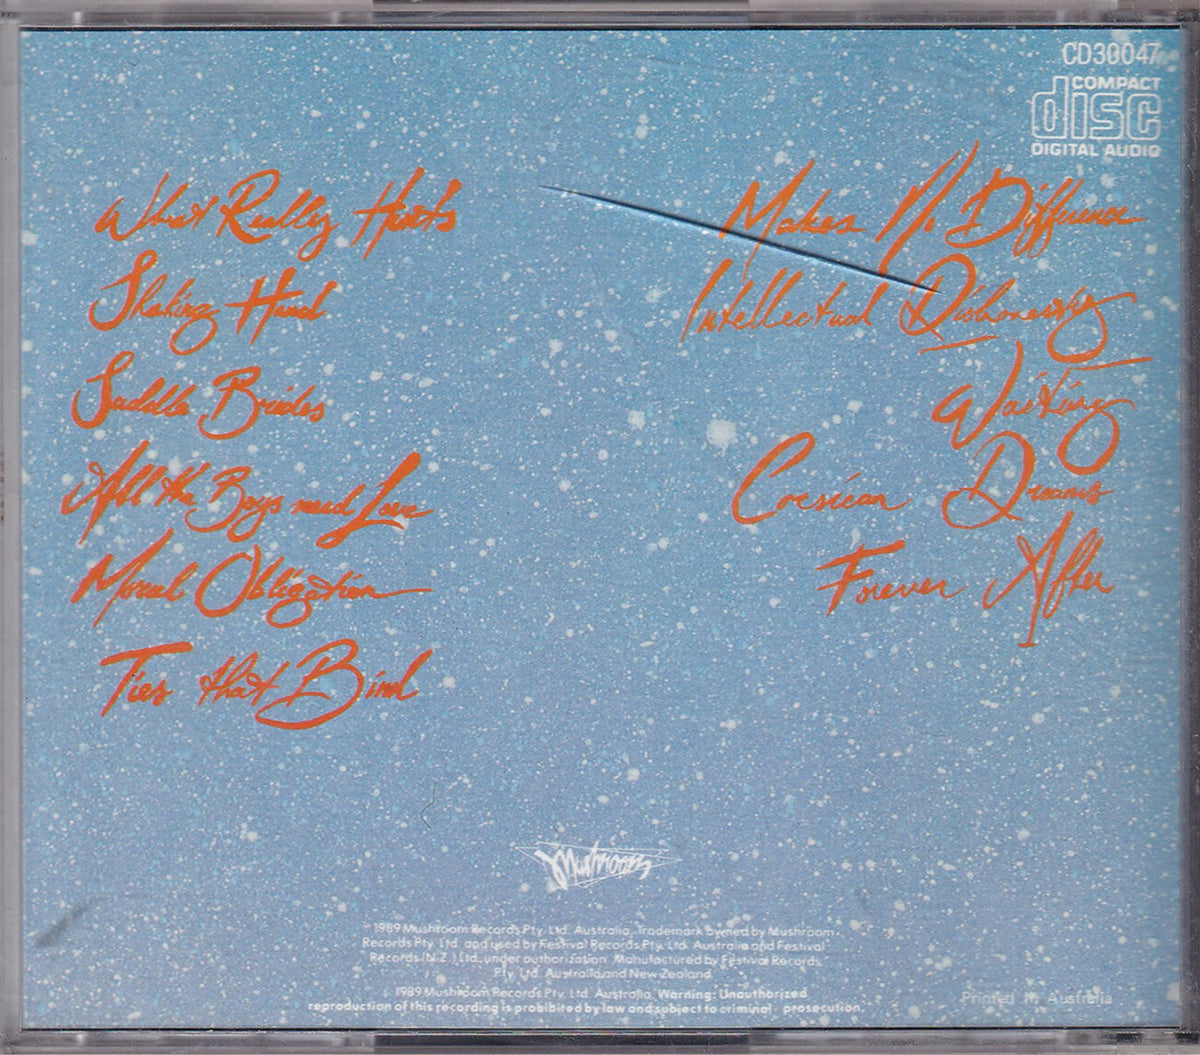 CD30047
COMPACT
disc
DIGITAL AUDIO
What Really Hurts
Shaking Hand
Saddle Brides
All the Boys need Love
Moral Obligation
Ties that Bind
Makes No Difference
Intellectual Dishonesty
Waiting
Corsican Dreams
Forever After
Mushroom
1989 Mushroom Records Pty. Ltd. Australia. Trademark owned by Mushroom
Records Pty. Ltd. and used by Festival Records Pty. Ltd. Australia and Festival
Records (N.Z.) Ltd. under authorization. Manufactured by Festival Records
Pty. Ltd. Australia and New Zealand.
1989 Mushroom Records Pty. Ltd. Australia. Warning: Unauthorized
reproduction of this recording is prohibited by law and subject to criminal prosecution.
Printed in Australia